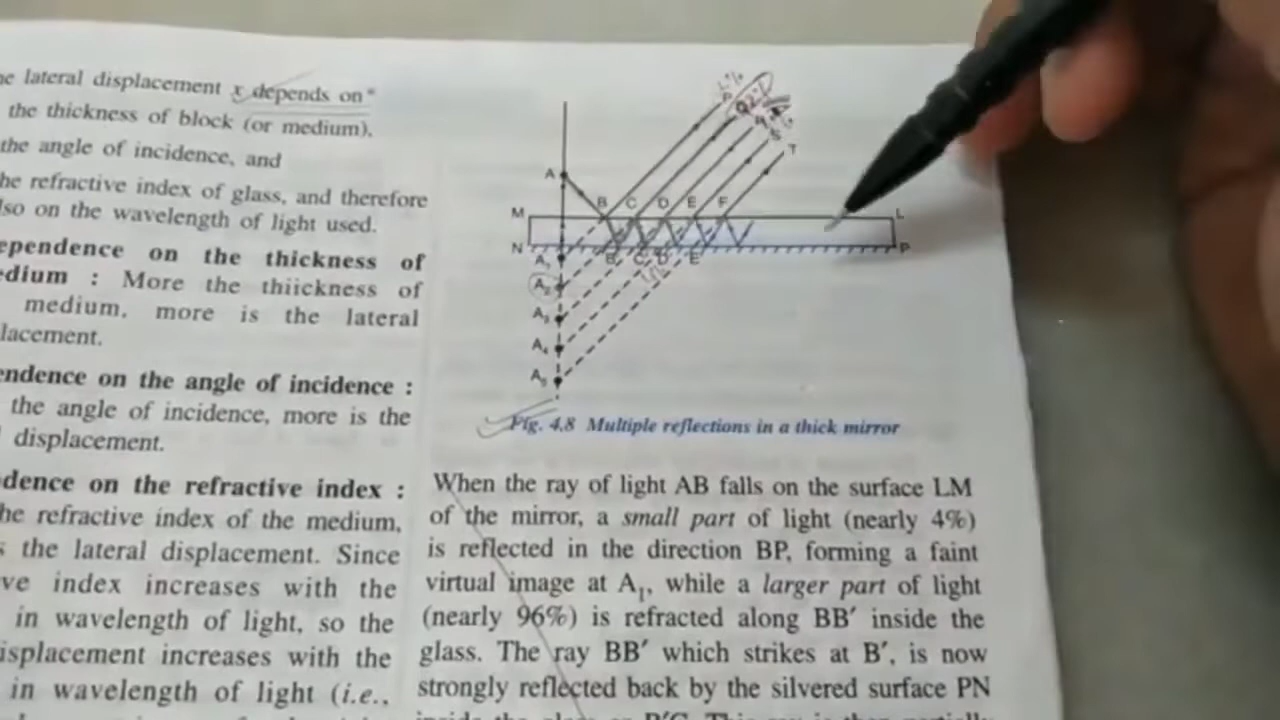 he lateral displacement x depends on
the thickness of block (or medium),
the angle of incidence, and
he refractive index of glass, and therefore
lso on the wavelength of light used.
ependence on the thickness of
edium : More the thiickness of
medium, more is the lateral
lacement.
endence on the angle of incidence :
the angle of incidence, more is the
displacement.
dence on the refractive index :
he refractive index of the medium,
s the lateral displacement. Since
ve index increases with the
in wavelength of light, so the
isplacement increases with the
in wavelength of light (i.e.,
P
R
S
T
A
B C D E F
M L
N P
A₁ B′ C′ D′ E′
A₂
A₃
A₄
A₅
Fig. 4.8 Multiple reflections in a thick mirror
When the ray of light AB falls on the surface LM
of the mirror, a small part of light (nearly 4%)
is reflected in the direction BP, forming a faint
virtual image at A₁, while a larger part of light
(nearly 96%) is refracted along BB′ inside the
glass. The ray BB′ which strikes at B′, is now
strongly reflected back by the silvered surface PN